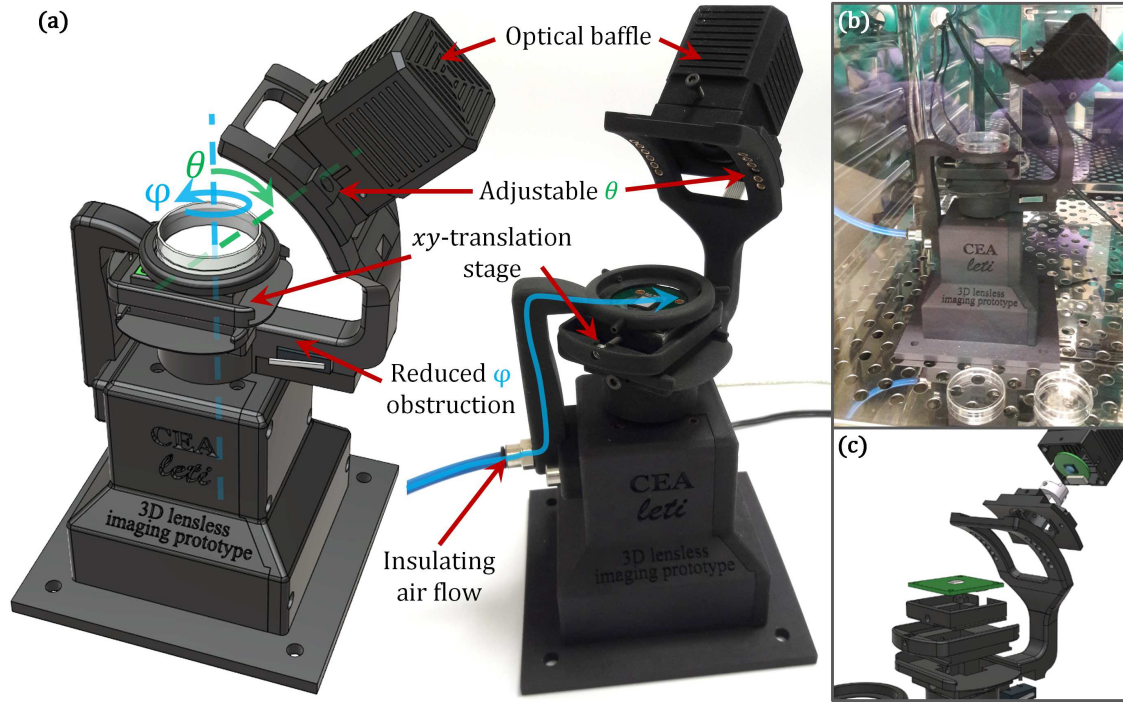 (a)
Optical baffle
θ
φ
Adjustable θ
xy-translation
stage
Reduced φ
obstruction
CEA
leti
3D lensless
imaging prototype
Insulating
air flow
CEA
leti
3D lensless
imaging prototype
(b)
CEA
leti
3D lensless
imaging prototype
(c)